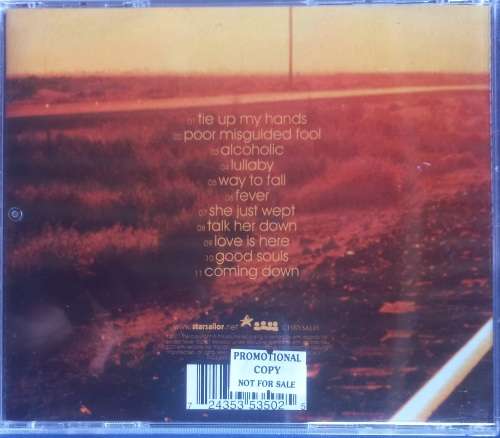 01 tie up my hands
02 poor misguided fool
03 alcoholic
04 lullaby
05 way to fall
06 fever
07 she just wept
08 talk her down
09 love is here
10 good souls
11 coming down
www.starsailor.net
CHRYSALIS
PROMOTIONAL
COPY
NOT FOR SALE
7 24353 53502 5